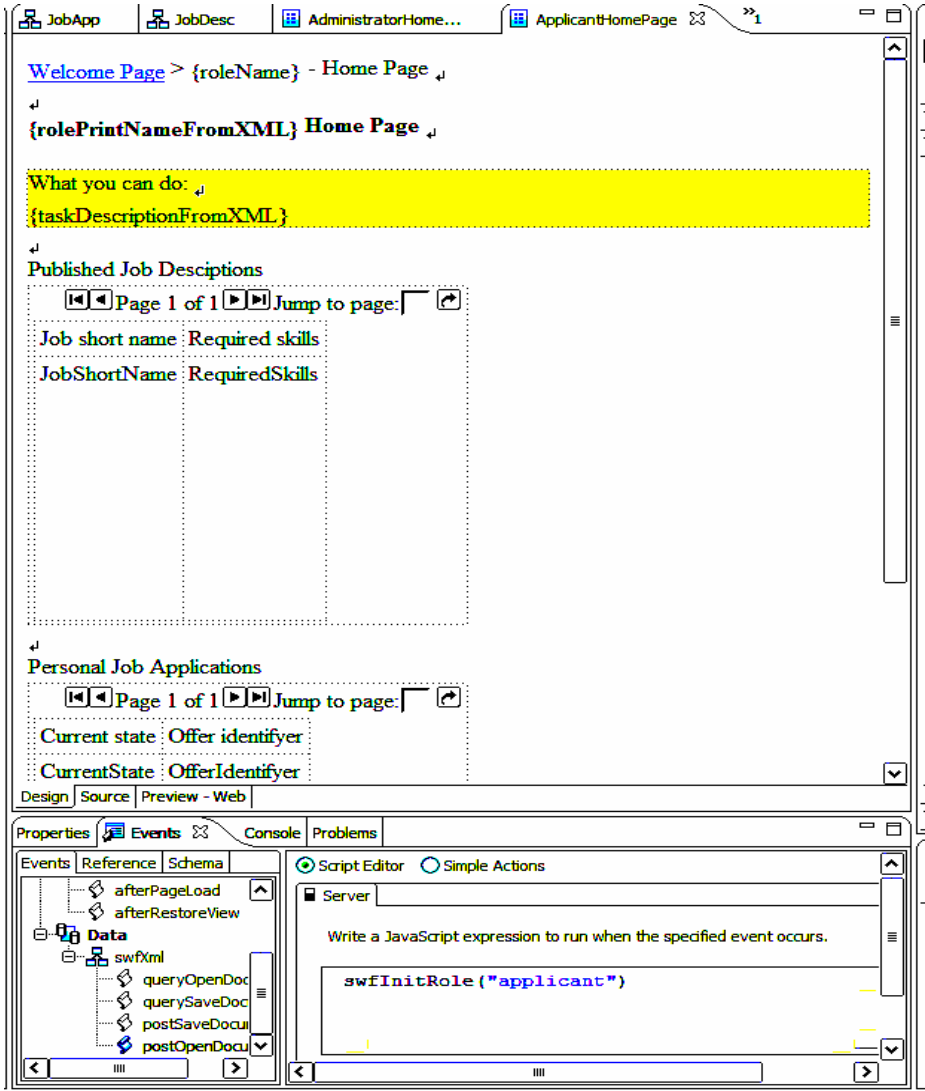 JobApp JobDesc AdministratorHome... ApplicantHomePage »1
Welcome Page > {roleName} - Home Page
{rolePrintNameFromXML} Home Page
What you can do:
{taskDescriptionFromXML}
Published Job Desciptions
Page 1 of 1 Jump to page:
Job short name Required skills
JobShortName RequiredSkills
Personal Job Applications
Page 1 of 1 Jump to page:
Current state Offer identifyer
CurrentState OfferIdentifyer
Design Source Preview - Web
Properties Events Console Problems
Events Reference Schema
afterPageLoad
afterRestoreView
Data
swfXml
queryOpenDoc
querySaveDoc
postSaveDocu
postOpenDocu
Script Editor Simple Actions
Server
Write a JavaScript expression to run when the specified event occurs.
swfInitRole("applicant")